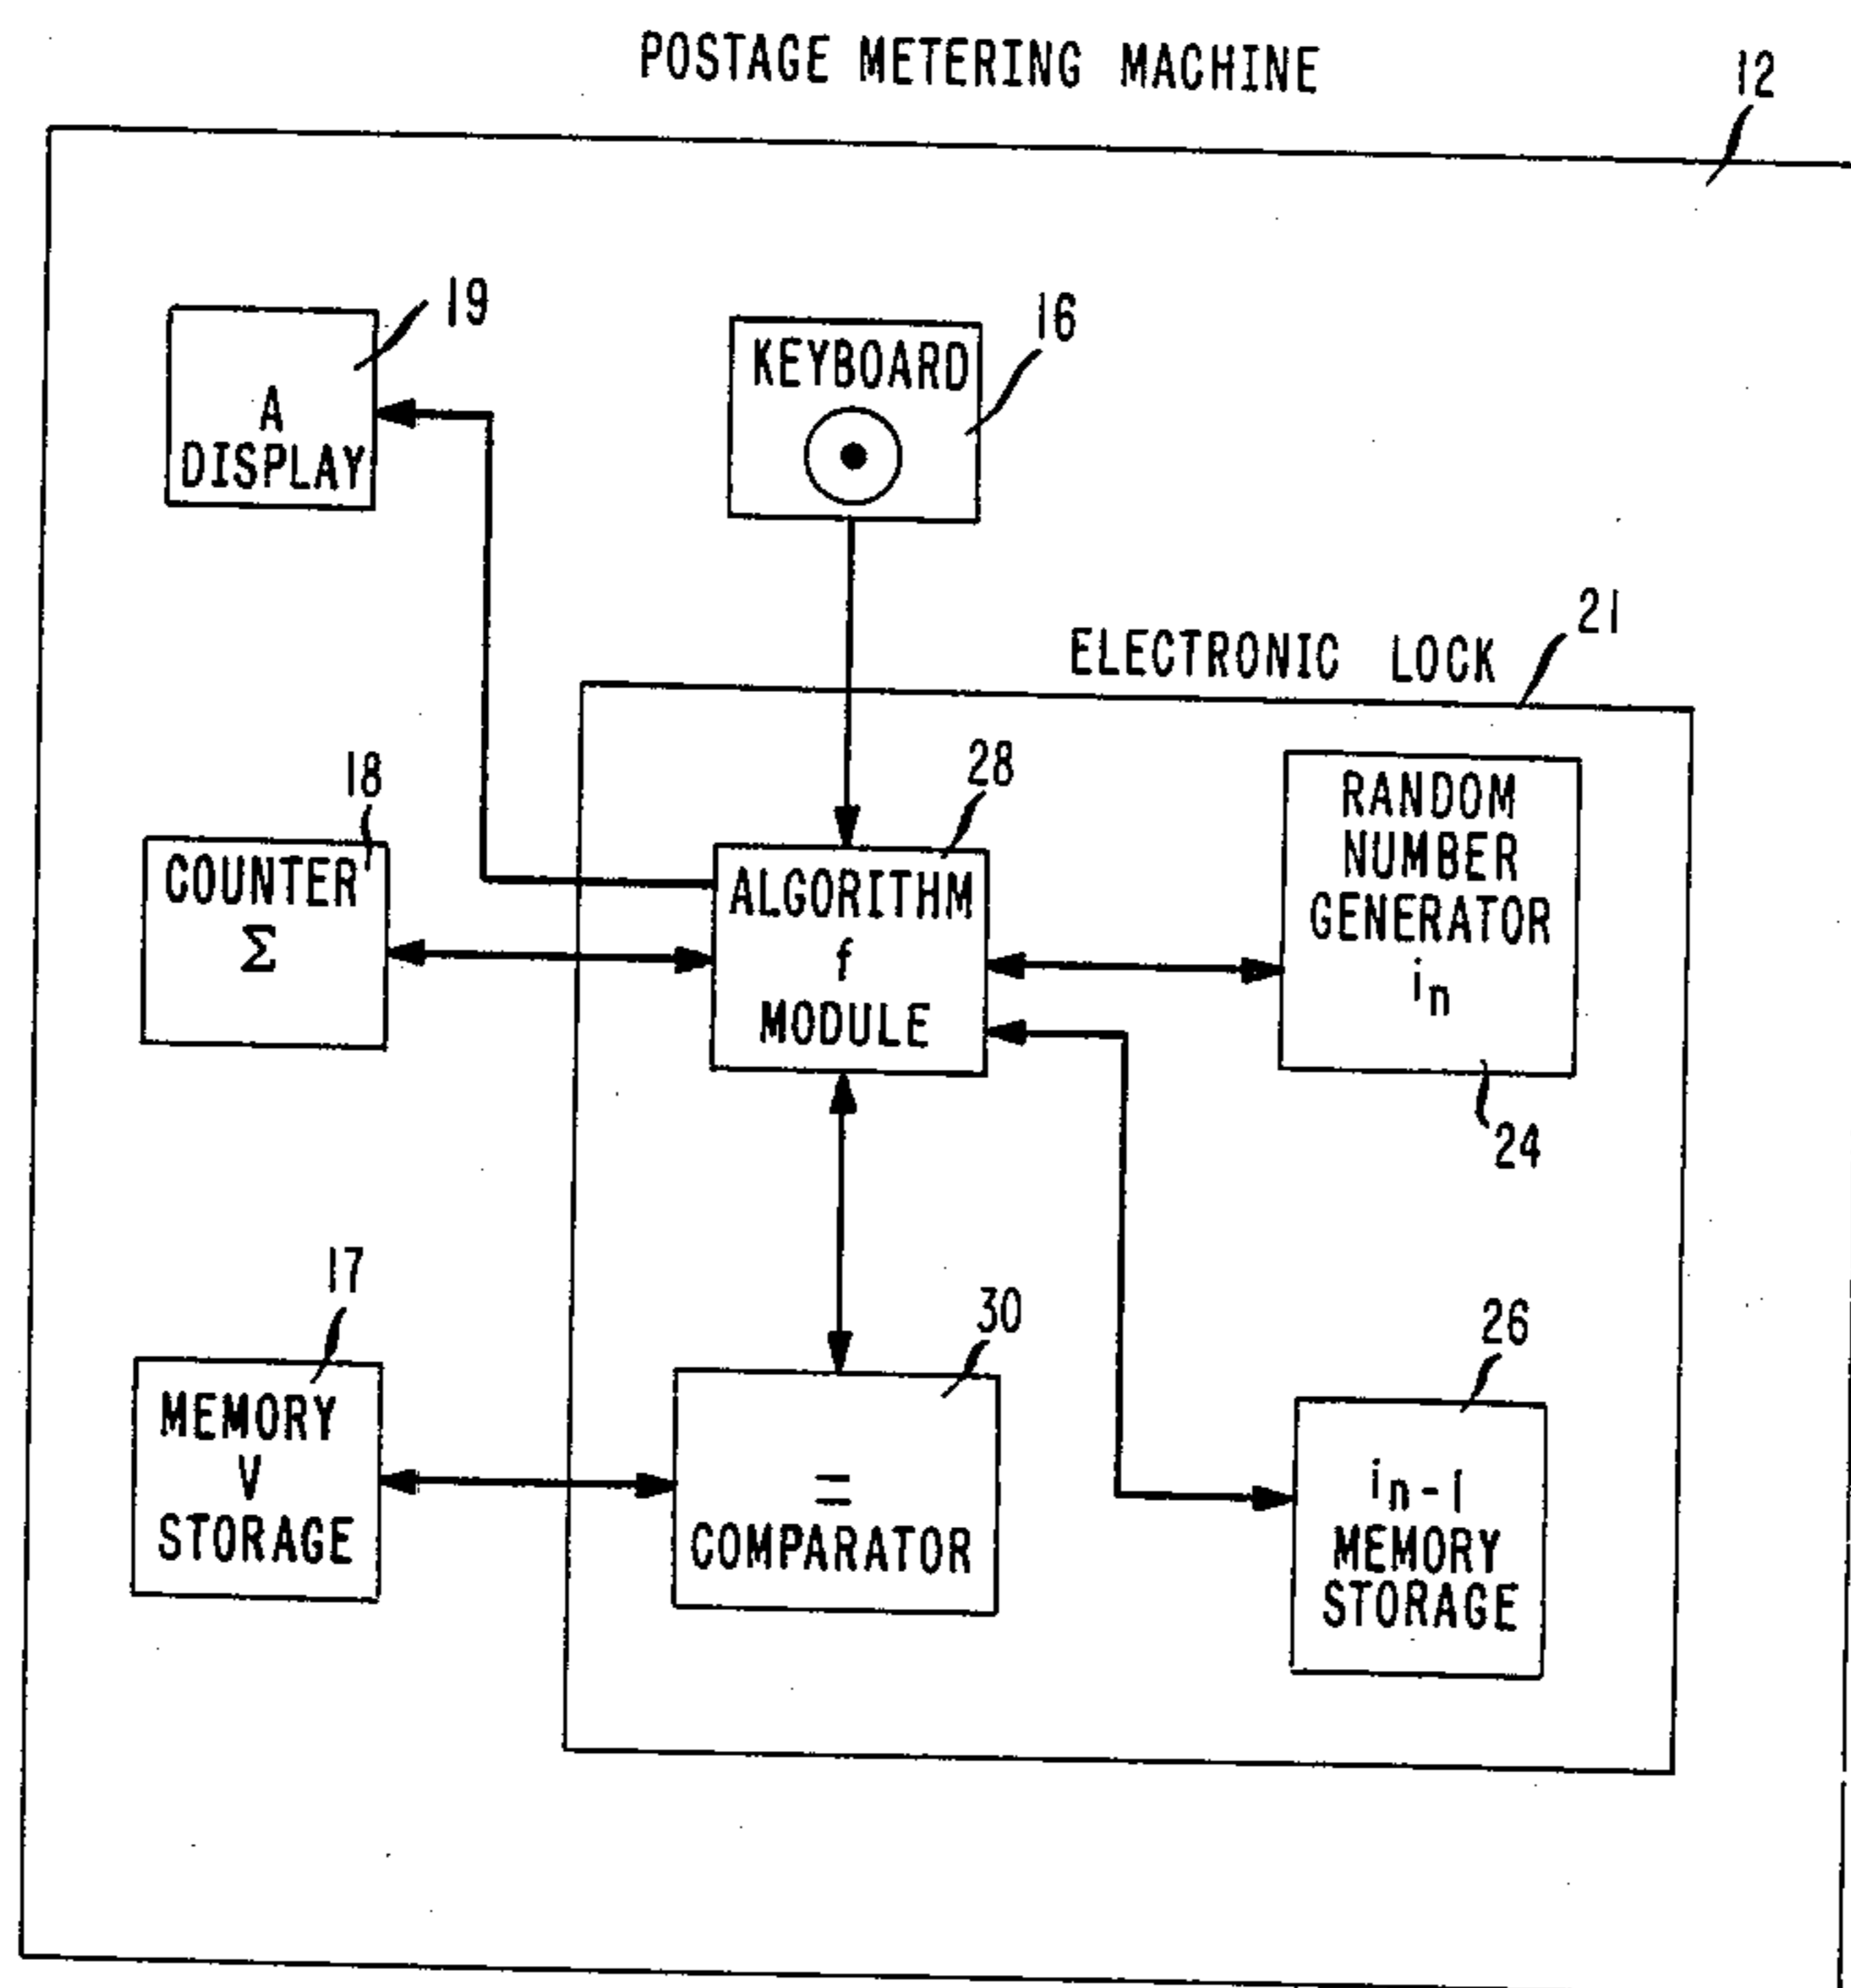 POSTAGE METERING MACHINE
12
19
A
DISPLAY
KEYBOARD
16
ELECTRONIC LOCK
21
18
COUNTER
Σ
28
ALGORITHM
f
MODULE
RANDOM
NUMBER
GENERATOR
in
24
17
MEMORY
V
STORAGE
30
=
COMPARATOR
26
in-1
MEMORY
STORAGE